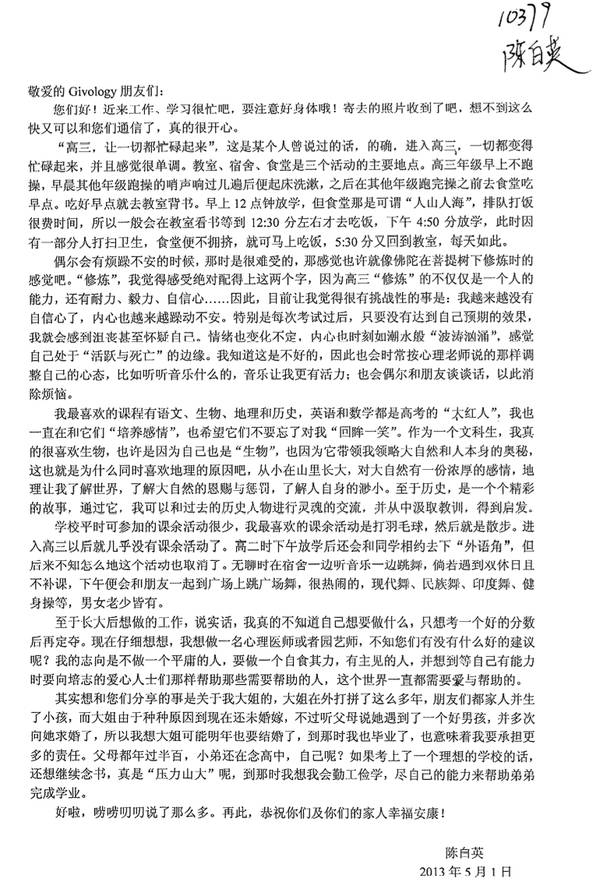 10379
陈自英
敬爱的 Givology 朋友们：
您们好！近来工作、学习很忙吧，要注意好身体哦！寄去的照片收到了吧，想不到这么
快又可以和您们通信了，真的很开心。
“高三，让一切都忙碌起来”，这是某个人曾说过的话，的确，进入高三，一切都变得
忙碌起来，并且感觉很单调。教室、宿舍、食堂是三个活动的主要地点。高三年级早上不跑
操，早晨其他年级跑操的哨声响过几遍后便起床洗漱，之后在其他年级跑完操之前去食堂吃
早点。吃好早点就去教室背书。早上 12 点钟放学，但食堂那是可谓“人山人海”，排队打饭
很费时间，所以一般会在教室看书等到 12:30 分左右才去吃饭，下午 4:50 分放学，此时因
有一部分人打扫卫生，食堂便不拥挤，就可马上吃饭，5:30 分又回到教室，每天如此。
偶尔会有烦躁不安的时候，那时是很难受的，那感觉也许就像佛陀在菩提树下修炼时的
感觉吧。“修炼”，我觉得感受绝对配得上这两个字，因为高三“修炼”的不仅仅是一个人的
能力，还有耐力、毅力、自信心……因此，目前让我觉得很有挑战性的事是：我越来越没有
自信心了，内心也越来越躁动不安。特别是每次考试过后，只要没有达到自己预期的效果，
我就会感到沮丧甚至怀疑自己。情绪也变化不定，内心也时刻如潮水般“波涛汹涌”，感觉
自己处于“活跃与死亡”的边缘。我知道这是不好的，因此也会时常按心理老师说的那样调
整自己的心态，比如听听音乐什么的，音乐让我更有活力；也会偶尔和朋友谈谈话，以此消
除烦恼。
我最喜欢的课程有语文、生物、地理和历史，英语和数学都是高考的“大红人”，我也
一直在和它们“培养感情”，也希望它们不要忘了对我“回眸一笑”。作为一个文科生，我真
的很喜欢生物，也许是因为自己也是“生物”，也因为它带领我领略大自然和人本身的奥秘，
这也就是为什么同时喜欢地理的原因吧，从小在山里长大，对大自然有一份浓厚的感情，地
理让我了解世界，了解大自然的恩赐与惩罚，了解人自身的渺小。至于历史，是一个个精彩
的故事，通过它，我可以和过去的历史人物进行灵魂的交流，并从中汲取教训，得到启发。
学校平时可参加的课余活动很少，我最喜欢的课余活动是打羽毛球，然后就是散步。进
入高三以后就几乎没有课余活动了。高二时下午放学后还会和同学相约去下“外语角”，但
后来不知怎么地这个活动也取消了。无聊时在宿舍一边听音乐一边跳舞，倘若遇到双休日且
不补课，下午便会和朋友一起到广场上跳广场舞，很热闹的，现代舞、民族舞、印度舞、健
身操等，男女老少皆有。
至于长大后想做的工作，说实话，我真的不知道自己想要做什么，只想考一个好的分数
后再定夺。现在仔细想想，我想做一名心理医师或者园艺师，不知您们有没有什么好的建议
呢？我的志向是不做一个平庸的人，要做一个自食其力，有主见的人，并想到等自己有能力
时要向培志的爱心人士们那样帮助那些需要帮助的人，这个世界一直都需要爱与帮助的。
其实想和您们分享的事是关于我大姐的，大姐在外打拼了这么多年，朋友们都家人并生
了小孩，而大姐由于种种原因到现在还未婚嫁，不过听父母说她遇到了一个好男孩，并多次
向她求婚了，所以我想大姐可能明年也要结婚了，到那时我也毕业了，也意味着我要承担更
多的责任。父母都年过半百，小弟还在念高中，自己呢？如果考上了一个理想的学校的话，
还想继续念书，真是“压力山大”呢，到那时我想我会勤工俭学，尽自己的能力来帮助弟弟
完成学业。
好啦，唠唠叨叨说了那么多。再此，恭祝你们及你们的家人幸福安康！
陈自英
2013 年 5 月 1 日